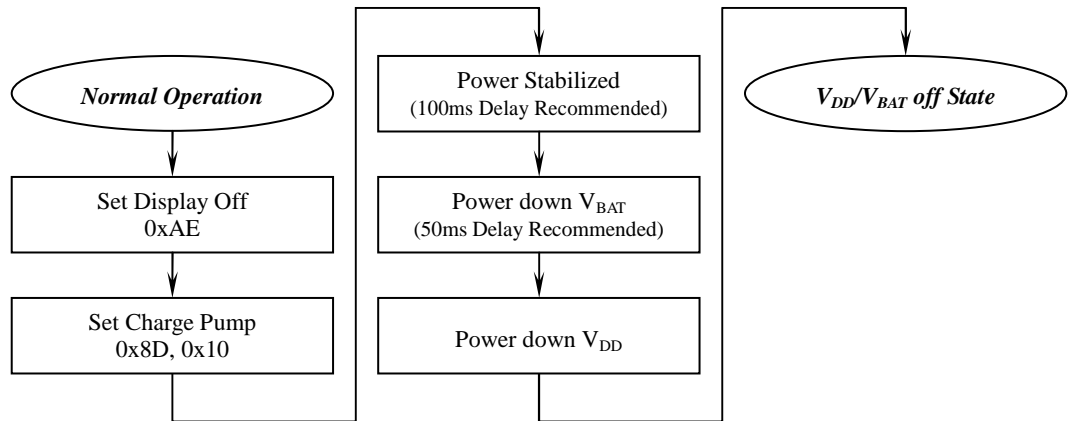 Normal Operation
Set Display Off
0xAE
Set Charge Pump
0x8D, 0x10
Power Stabilized
(100ms Delay Recommended)
Power down VBAT
(50ms Delay Recommended)
Power down VDD
VDD/VBAT off State